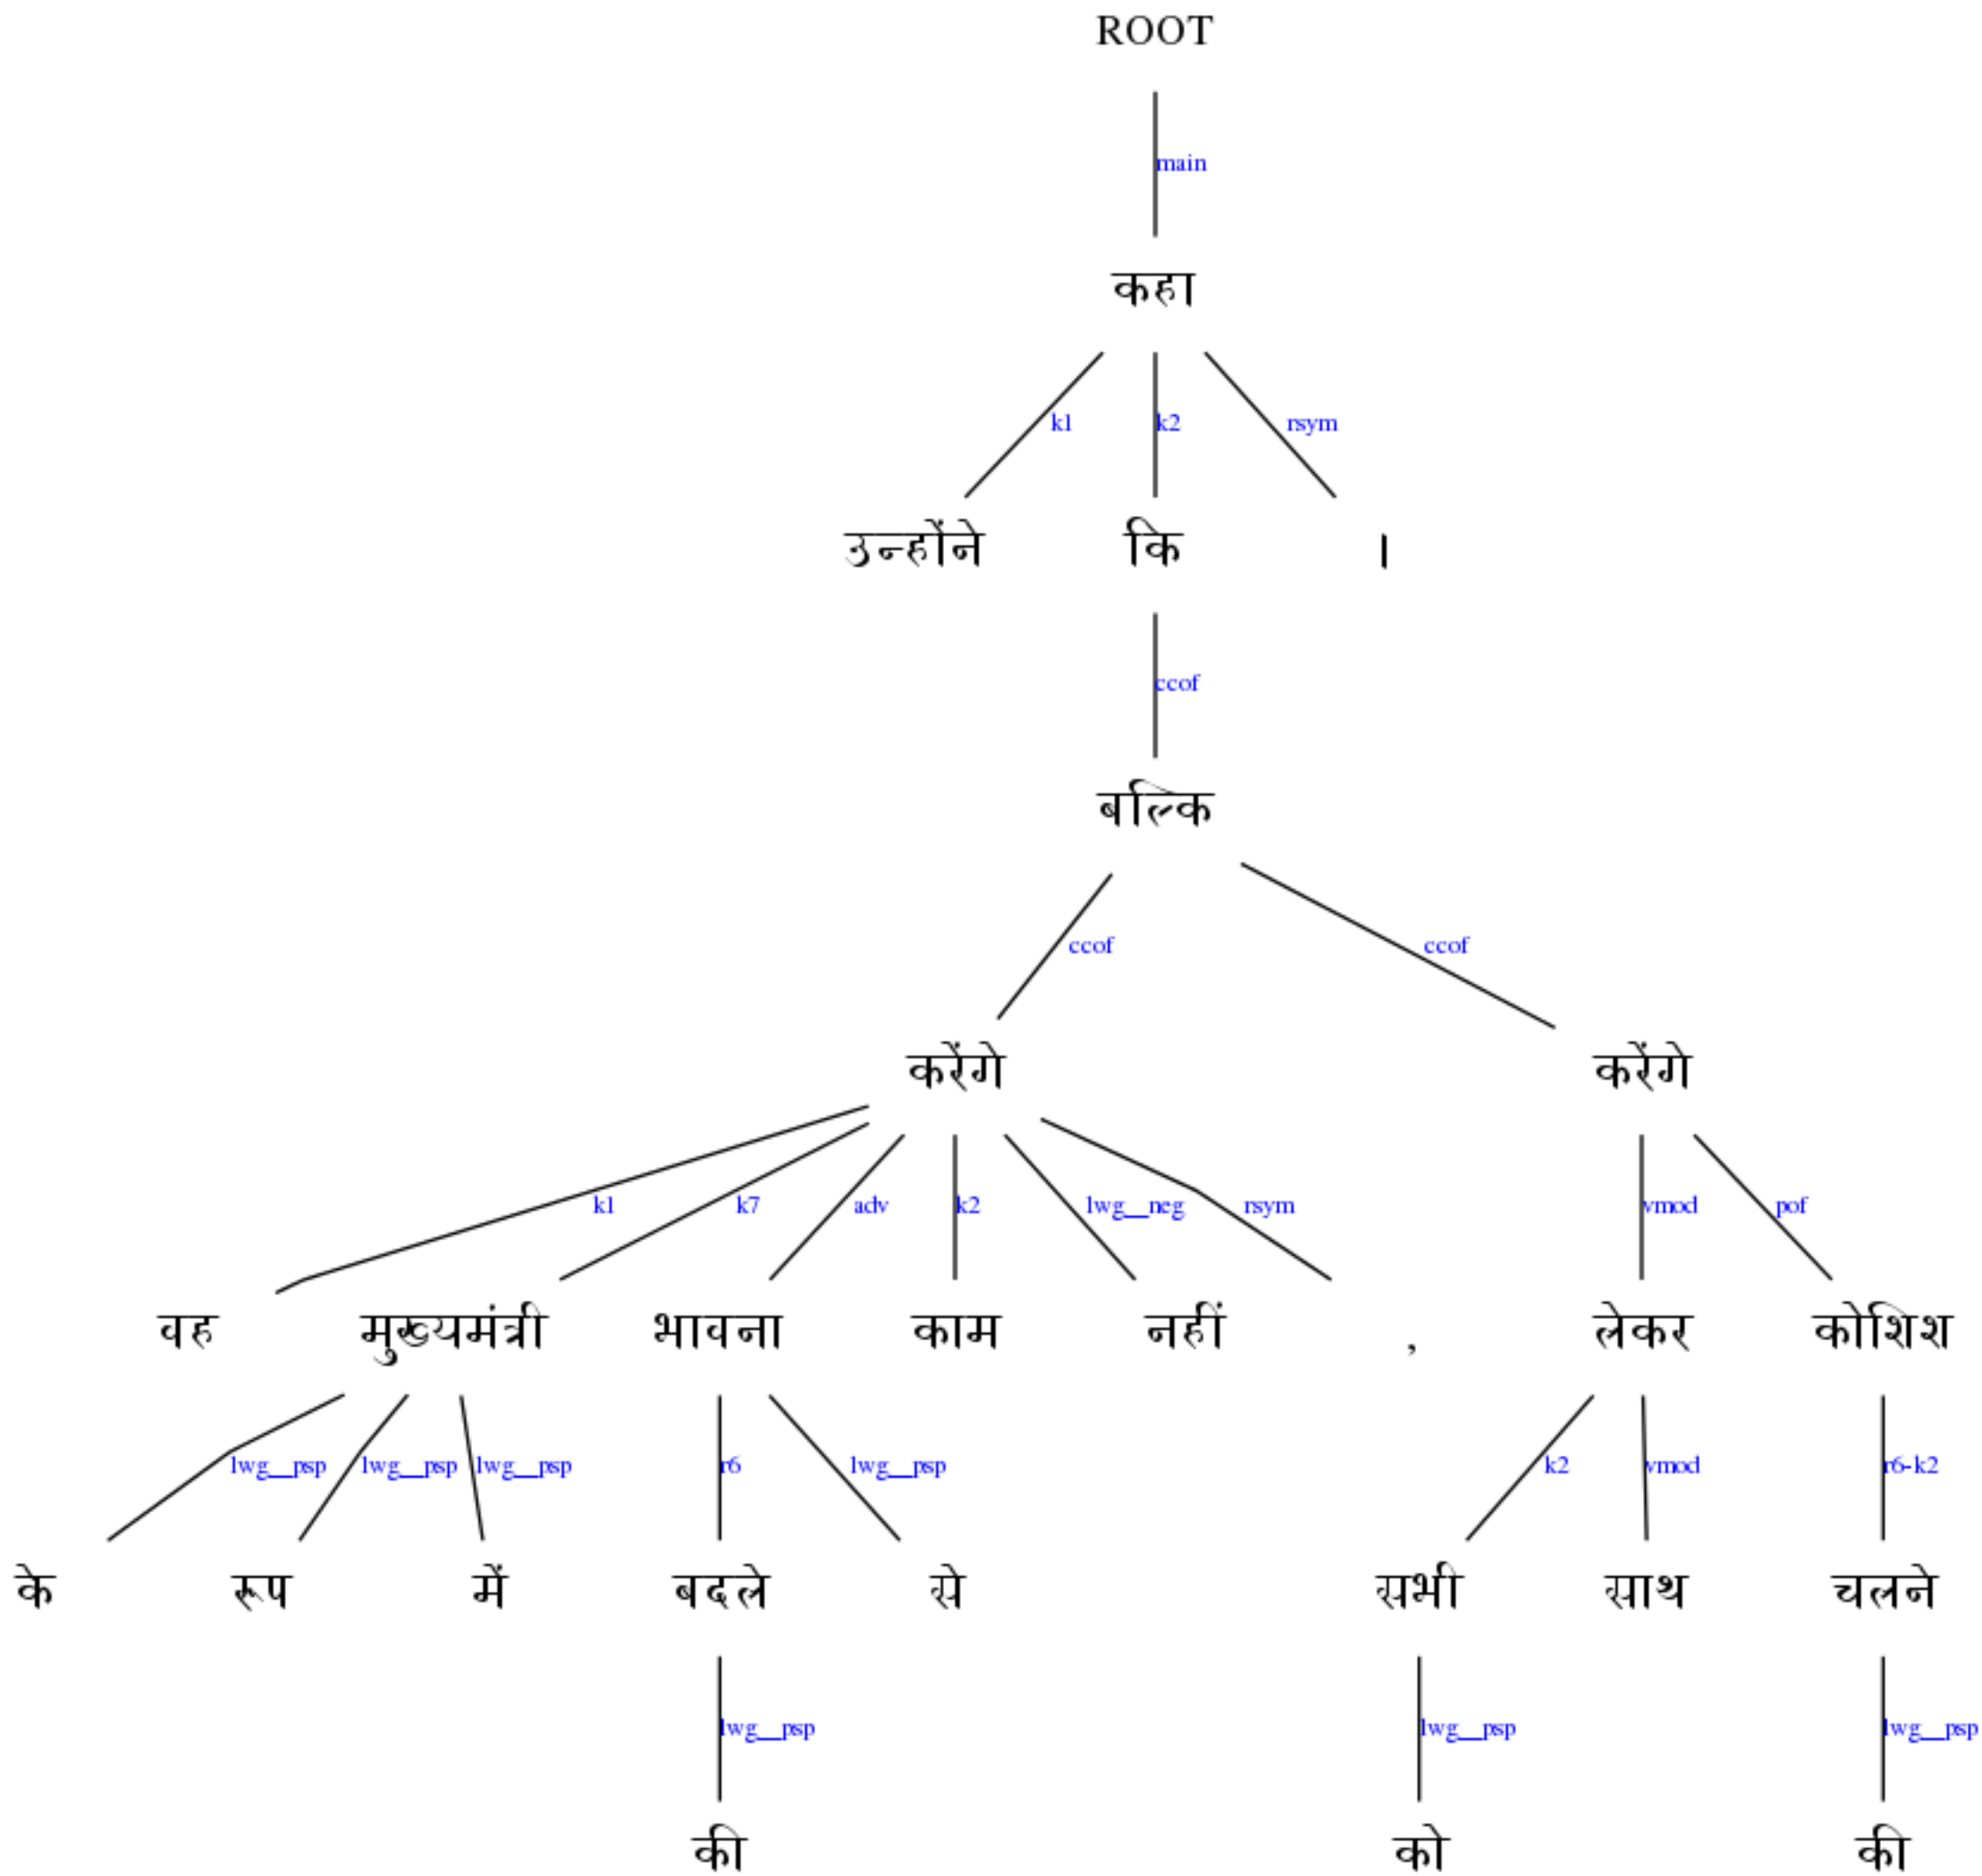 ROOT
main
कहा
k1 k2 rsym
उन्होंने कि ।
ccof
बल्कि
ccof ccof
करेंगे करेंगे
k1 k7 adv k2 lwg__neg rsym vmod pof
वह मुख्यमंत्री भावना काम नहीं , लेकर कोशिश
lwg__psp lwg__psp lwg__psp r6 lwg__psp k2 vmod r6-k2
के रूप में बदले से सभी साथ चलने
lwg__psp lwg__psp lwg__psp
की को की